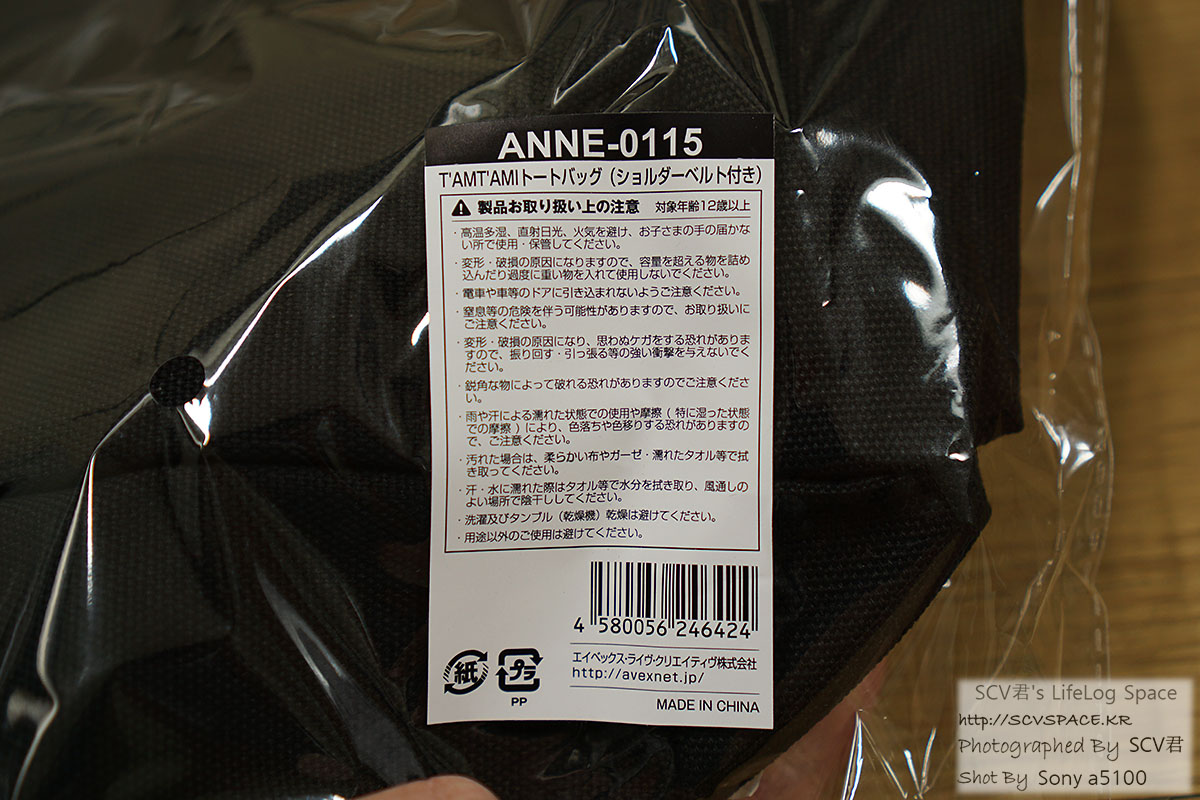 ANNE-0115
T'AMT'AMIトートバッグ（ショルダーベルト付き）
製品お取り扱い上の注意 対象年齢12歳以上
・高温多湿、直射日光、火気を避け、お子さまの手の届かな
い所で使用・保管してください。
・変形・破損の原因になりますので、容量を超える物を詰め
込んだり過度に重い物を入れて使用しないでください。
・電車や車等のドアに引き込まれないようご注意ください。
・窒息等の危険を伴う可能性がありますので、お取り扱いに
ご注意ください。
・変形・破損の原因になり、思わぬケガをする恐れがありま
すので、振り回す・引っ張る等の強い衝撃を与えないでく
ださい。
・鋭角な物によって破れる恐れがありますのでご注意くださ
い。
・雨や汗による濡れた状態での使用や摩擦（特に湿った状態
での摩擦）により、色落ちや色移りする恐れがありますの
で、ご注意ください。
・汚れた場合は、柔らかい布やガーゼ・濡れたタオル等で拭
き取ってください。
・汗・水に濡れた際はタオル等で水分を拭き取り、風通しの
よい場所で陰干ししてください。
・洗濯及びタンブル（乾燥機）乾燥は避けてください。
・用途以外のご使用は避けてください。
4 580056 246424
紙 プラ
PP
エイベックス・ライヴ・クリエイティヴ株式会社
http://avexnet.jp/
MADE IN CHINA
SCV君's LifeLog Space
http://SCVSPACE.KR
Photographed By SCV君
Shot By Sony a5100